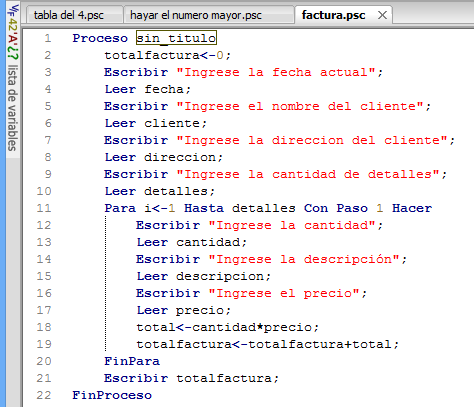 tabla del 4.psc hayar el numero mayor.psc factura.psc
42 'A' ¿? lista de variables
1 Proceso sin_titulo
2 totalfactura<-0;
3 Escribir "Ingrese la fecha actual";
4 Leer fecha;
5 Escribir "Ingrese el nombre del cliente";
6 Leer cliente;
7 Escribir "Ingrese la direccion del cliente";
8 Leer direccion;
9 Escribir "Ingrese la cantidad de detalles";
10 Leer detalles;
11 Para i<-1 Hasta detalles Con Paso 1 Hacer
12 Escribir "Ingrese la cantidad";
13 Leer cantidad;
14 Escribir "Ingrese la descripción";
15 Leer descripcion;
16 Escribir "Ingrese el precio";
17 Leer precio;
18 total<-cantidad*precio;
19 totalfactura<-totalfactura+total;
20 FinPara
21 Escribir totalfactura;
22 FinProceso